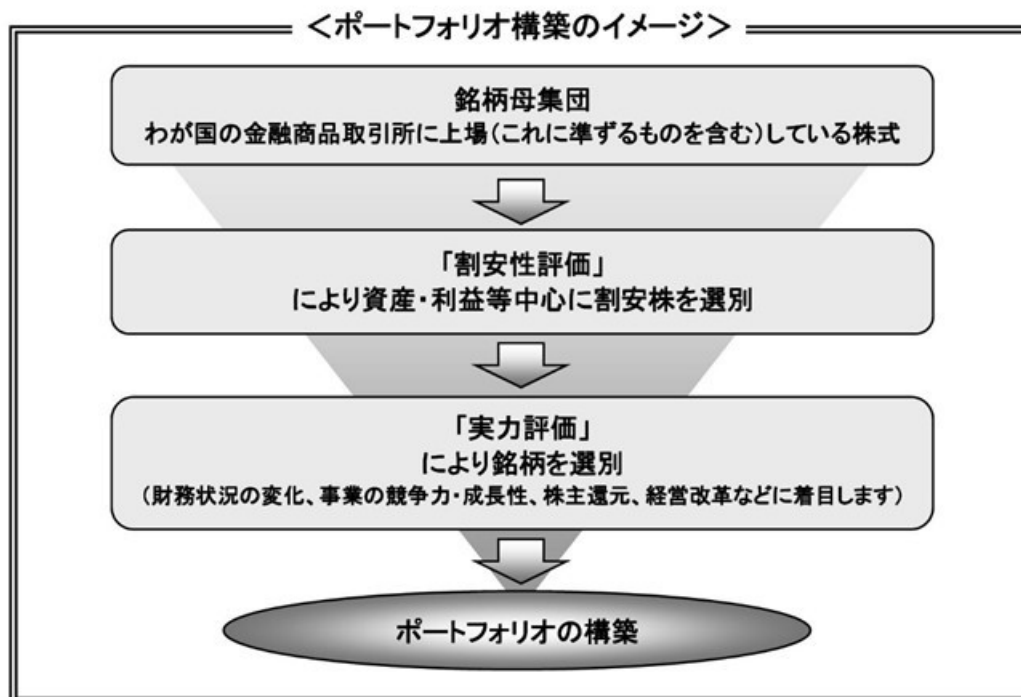 ＜ポートフォリオ構築のイメージ＞
銘柄母集団
わが国の金融商品取引所に上場（これに準ずるものを含む）している株式
「割安性評価」
により資産・利益等中心に割安株を選別
「実力評価」
により銘柄を選別
（財務状況の変化、事業の競争力・成長性、株主還元、経営改革などに着目します）
ポートフォリオの構築